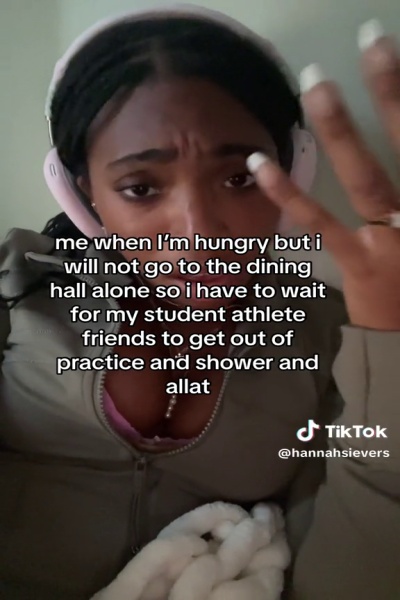 me when I'm hungry but i
will not go to the dining
hall alone so i have to wait
for my student athlete
friends to get out of
practice and shower and
allat
TikTok
@hannahsievers